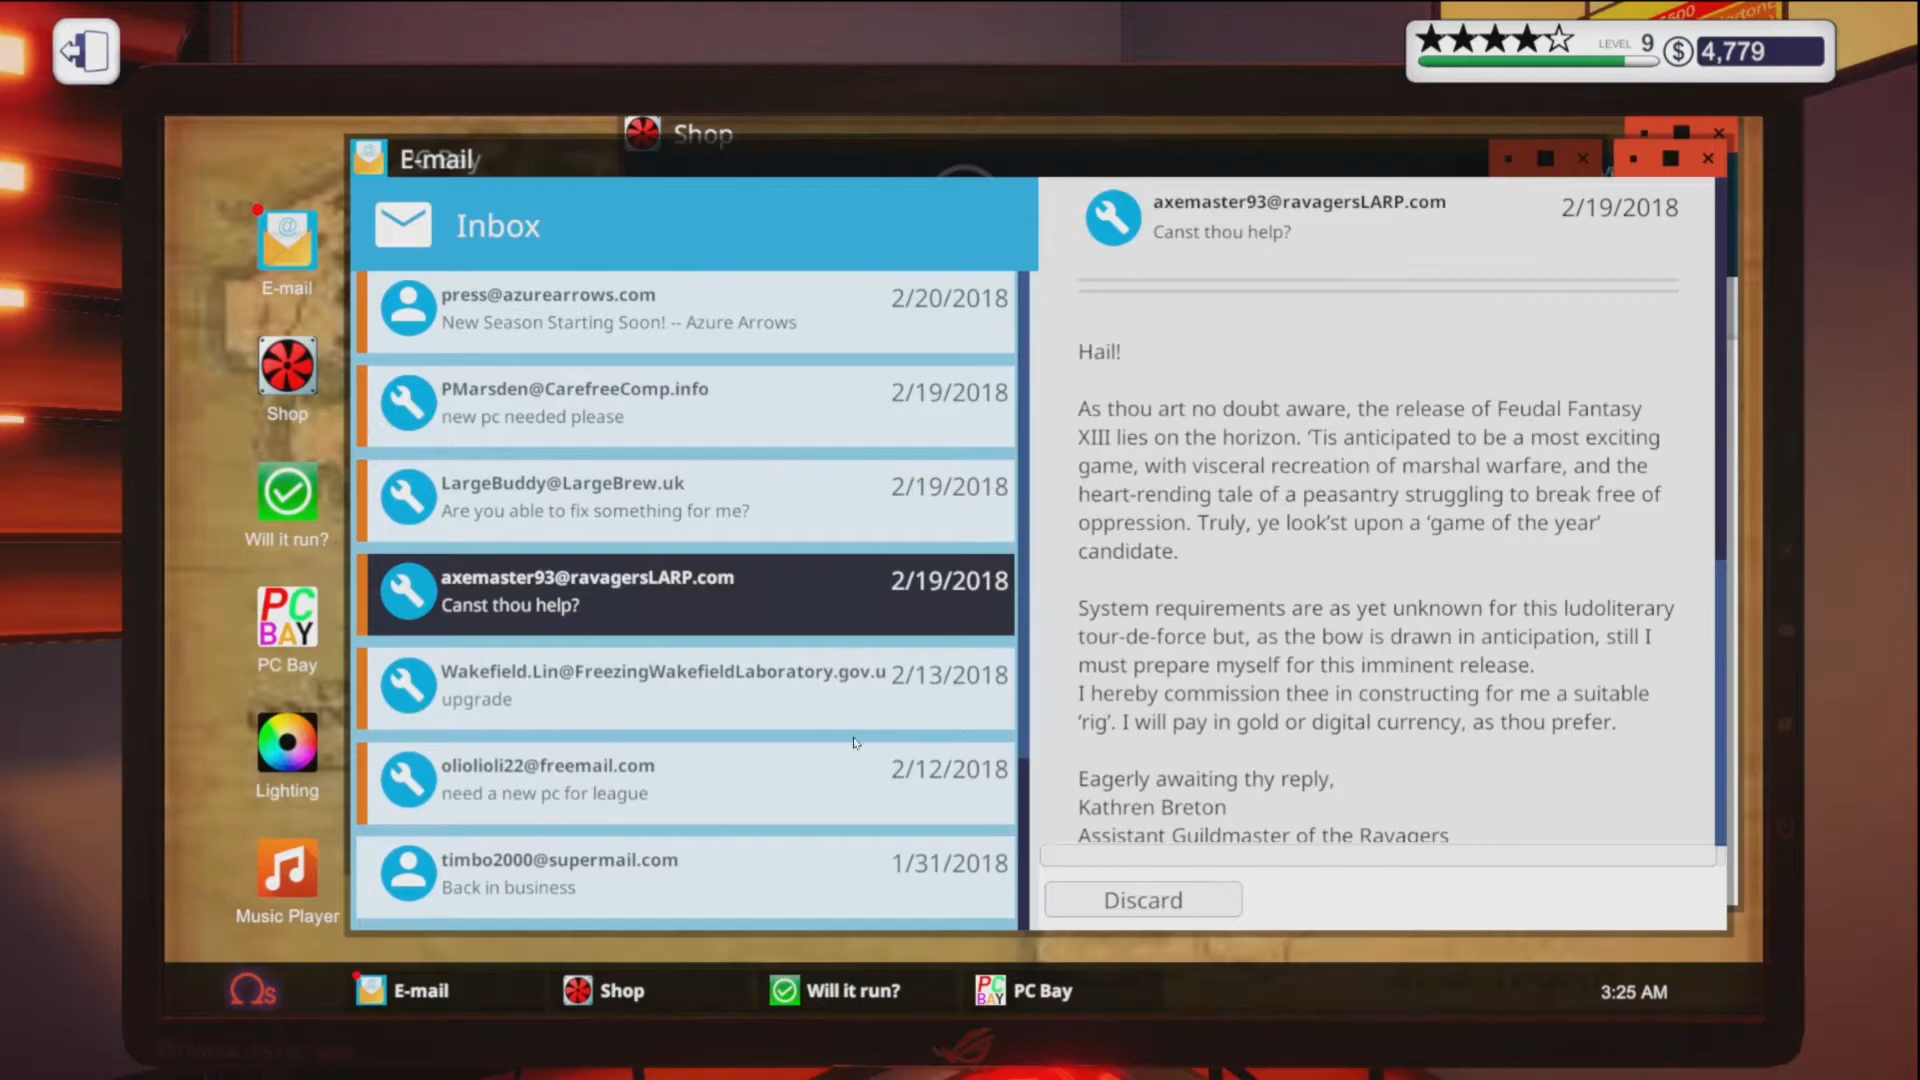 LEVEL 9
$ 4,779
Shop
E-mail
Inbox
E-mail
Shop
Will it run?
PC
BAY
PC Bay
Lighting
Music Player
press@azurearrows.com
2/20/2018
New Season Starting Soon! -- Azure Arrows
PMarsden@CarefreeComp.info
2/19/2018
new pc needed please
LargeBuddy@LargeBrew.uk
2/19/2018
Are you able to fix something for me?
axemaster93@ravagersLARP.com
2/19/2018
Canst thou help?
Wakefield.Lin@FreezingWakefieldLaboratory.gov.u
2/13/2018
upgrade
oliolioli22@freemail.com
2/12/2018
need a new pc for league
timbo2000@supermail.com
1/31/2018
Back in business
axemaster93@ravagersLARP.com
2/19/2018
Canst thou help?
Hail!
As thou art no doubt aware, the release of Feudal Fantasy
XIII lies on the horizon. ‘Tis anticipated to be a most exciting
game, with visceral recreation of marshal warfare, and the
heart-rending tale of a peasantry struggling to break free of
oppression. Truly, ye look’st upon a ‘game of the year’
candidate.
System requirements are as yet unknown for this ludoliterary
tour-de-force but, as the bow is drawn in anticipation, still I
must prepare myself for this imminent release.
I hereby commission thee in constructing for me a suitable
‘rig’. I will pay in gold or digital currency, as thou prefer.
Eagerly awaiting thy reply,
Kathren Breton
Assistant Guildmaster of the Ravagers
Discard
Ωs
E-mail
Shop
Will it run?
PC
BAY
PC Bay
3:25 AM